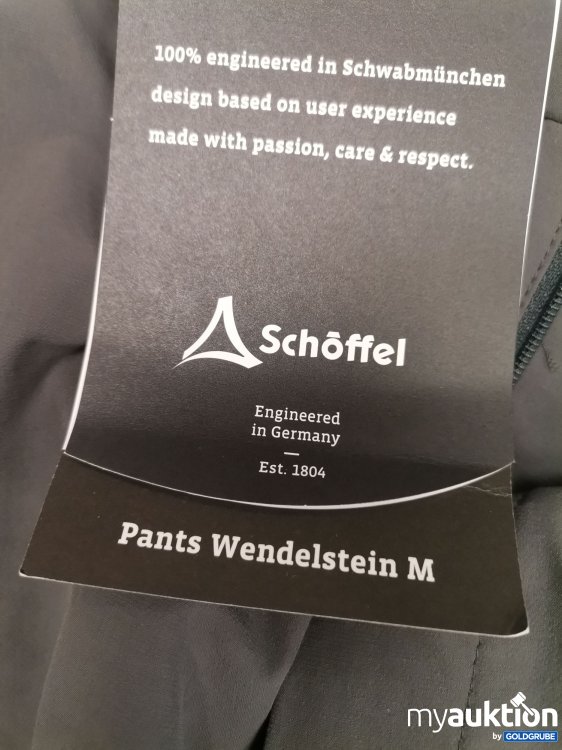 100% engineered in Schwabmünchen
design based on user experience
made with passion, care & respect.
Schöffel
Engineered
in Germany
Est. 1804
Pants Wendelstein M
myauktion
by GOLDGRUBE